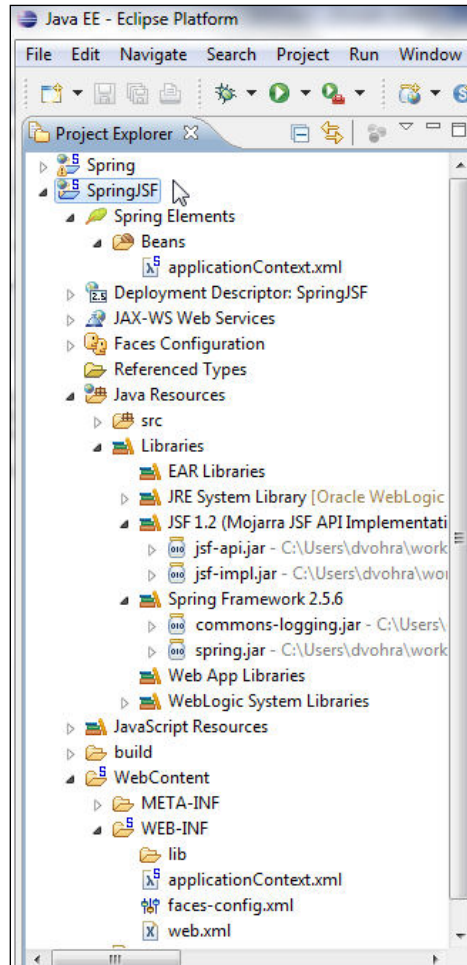 Java EE - Eclipse Platform
File Edit Navigate Search Project Run Window
Project Explorer
Spring
SpringJSF
Spring Elements
Beans
applicationContext.xml
Deployment Descriptor: SpringJSF
JAX-WS Web Services
Faces Configuration
Referenced Types
Java Resources
src
Libraries
EAR Libraries
JRE System Library [Oracle WebLogic
JSF 1.2 (Mojarra JSF API Implementati
jsf-api.jar - C:\Users\dvohra\work
jsf-impl.jar - C:\Users\dvohra\wor
Spring Framework 2.5.6
commons-logging.jar - C:\Users\
spring.jar - C:\Users\dvohra\work
Web App Libraries
WebLogic System Libraries
JavaScript Resources
build
WebContent
META-INF
WEB-INF
lib
applicationContext.xml
faces-config.xml
web.xml